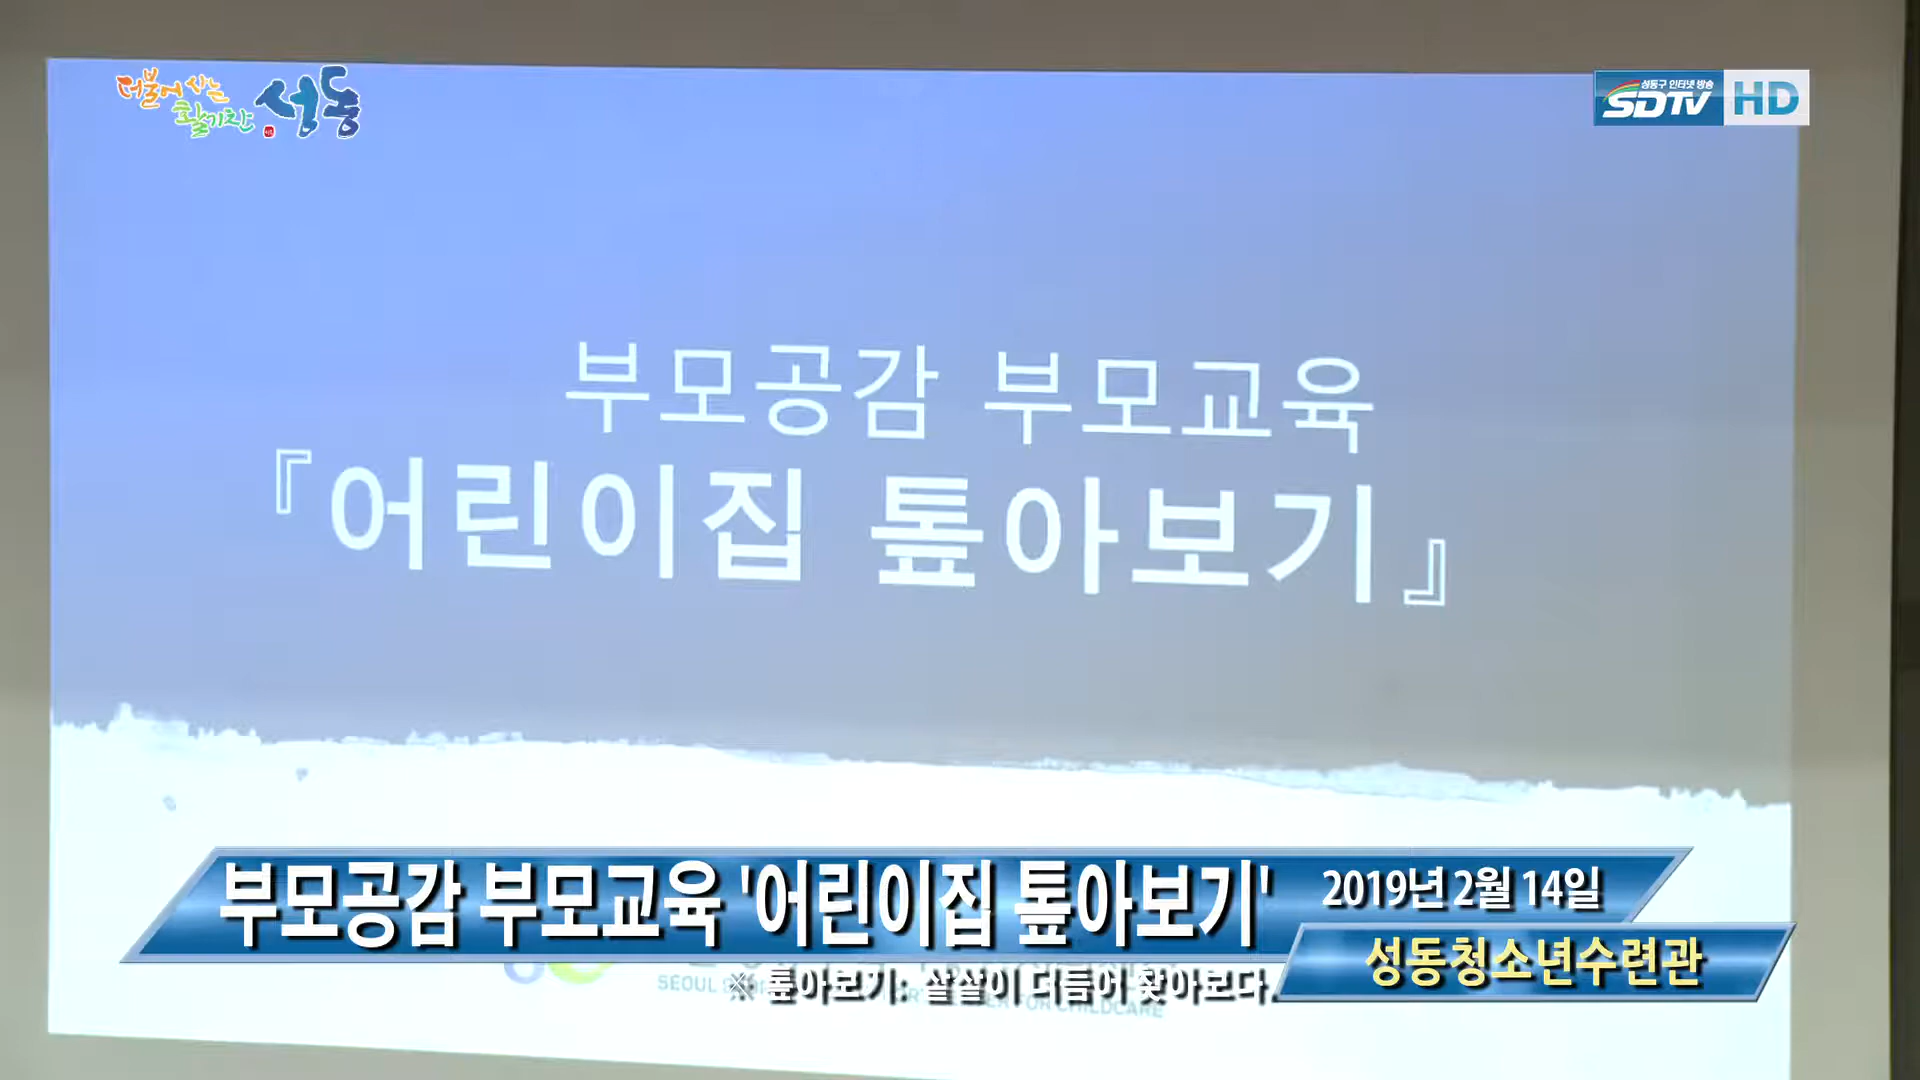 더불어 사는
활기찬 성동
성동구 인터넷 방송
SDTV HD
부모공감 부모교육
『어린이집 톺아보기』
부모공감 부모교육 '어린이집 톺아보기'
2019년 2월 14일
성동청소년수련관
※ 톺아보기: 샅샅이 더듬어 찾아보다.
SEOUL
FOR CHILDCARE